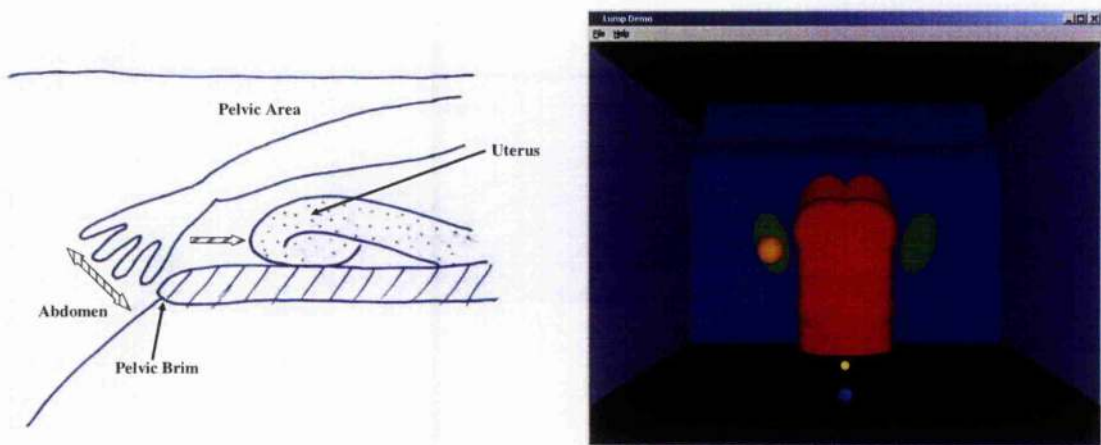 Pelvic Area
Uterus
Abdomen
Pelvic Brim
Lump Demo
File Help